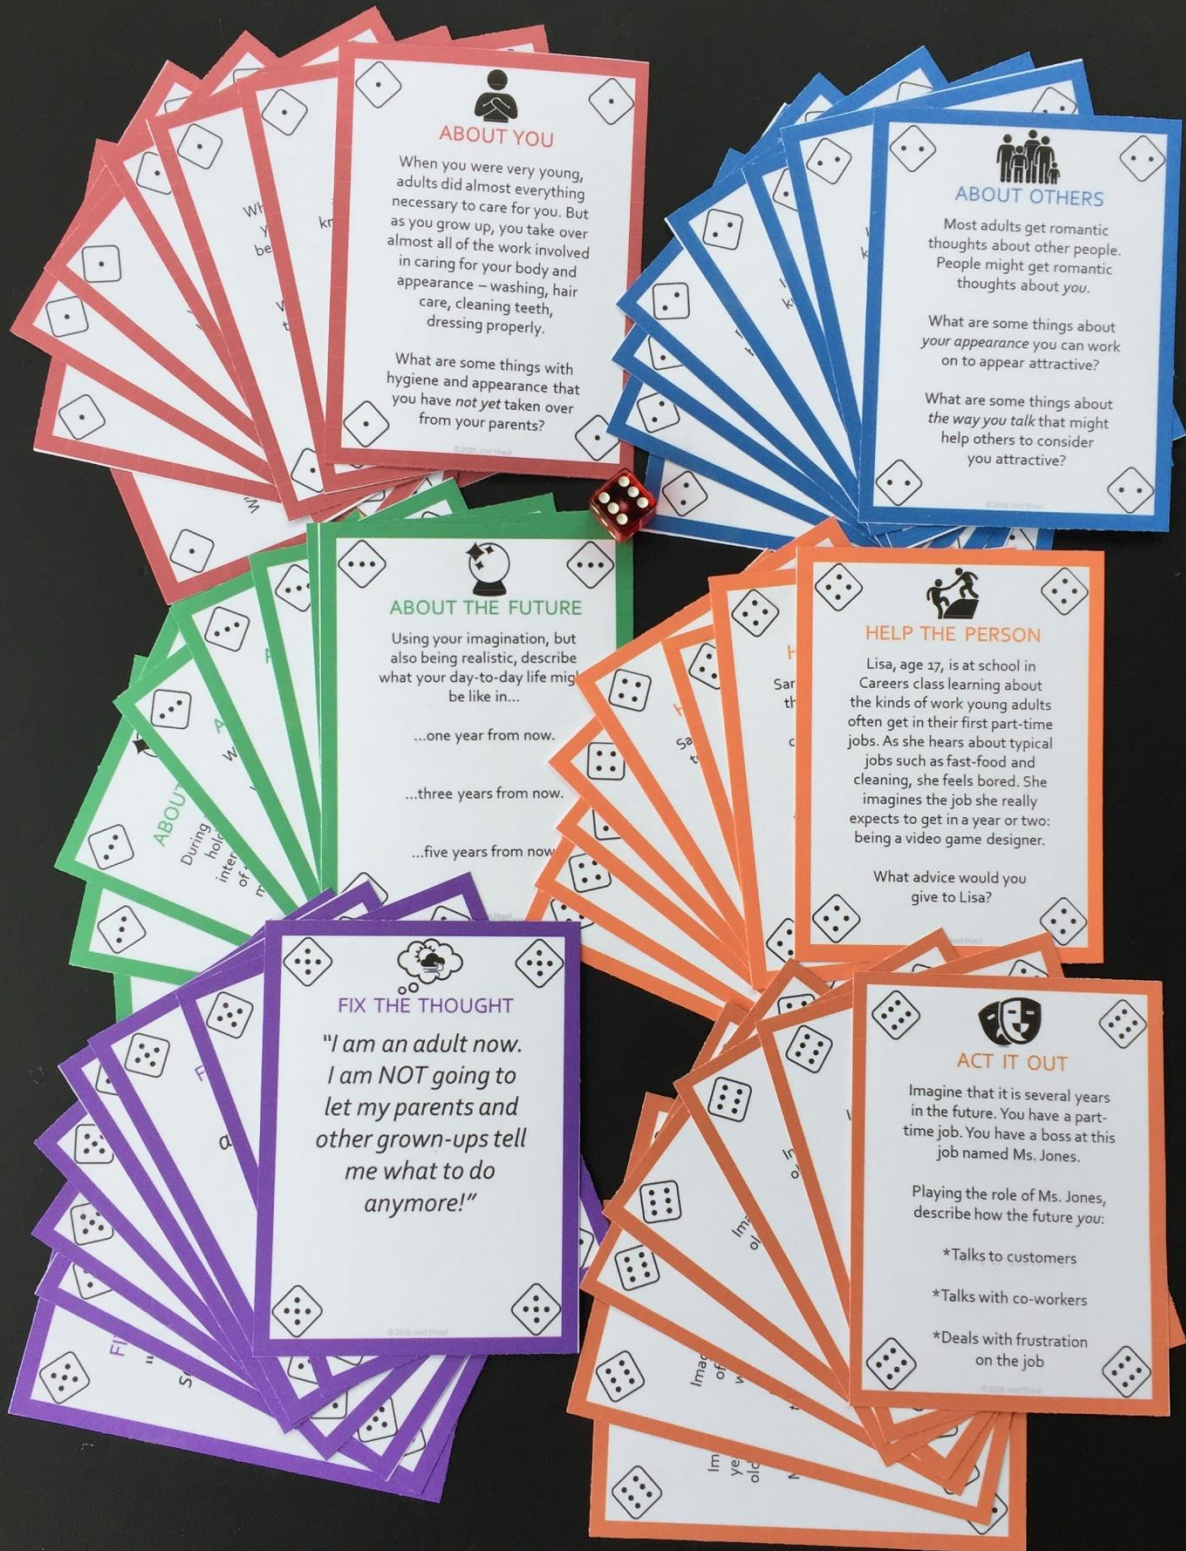 ABOUT YOU
When you were very young,
adults did almost everything
necessary to care for you. But
as you grow up, you take over
almost all of the work involved
in caring for your body and
appearance – washing, hair
care, cleaning teeth,
dressing properly.
What are some things with
hygiene and appearance that
you have not yet taken over
from your parents?
ABOUT OTHERS
Most adults get romantic
thoughts about other people.
People might get romantic
thoughts about you.
What are some things about
your appearance you can work
on to appear attractive?
What are some things about
the way you talk that might
help others to consider
you attractive?
ABOUT THE FUTURE
Using your imagination, but
also being realistic, describe
what your day-to-day life mig
be like in...
...one year from now.
...three years from now.
...five years from now
ABOUT
During
hold
inter
of
HELP THE PERSON
Lisa, age 17, is at school in
Careers class learning about
the kinds of work young adults
often get in their first part-time
jobs. As she hears about typical
jobs such as fast-food and
cleaning, she feels bored. She
imagines the job she really
expects to get in a year or two:
being a video game designer.
What advice would you
give to Lisa?
Sar
th
FIX THE THOUGHT
"I am an adult now.
I am NOT going to
let my parents and
other grown-ups tell
me what to do
anymore!"
ACT IT OUT
Imagine that it is several years
in the future. You have a part-
time job. You have a boss at this
job named Ms. Jones.
Playing the role of Ms. Jones,
describe how the future you:
*Talks to customers
*Talks with co-workers
*Deals with frustration
on the job